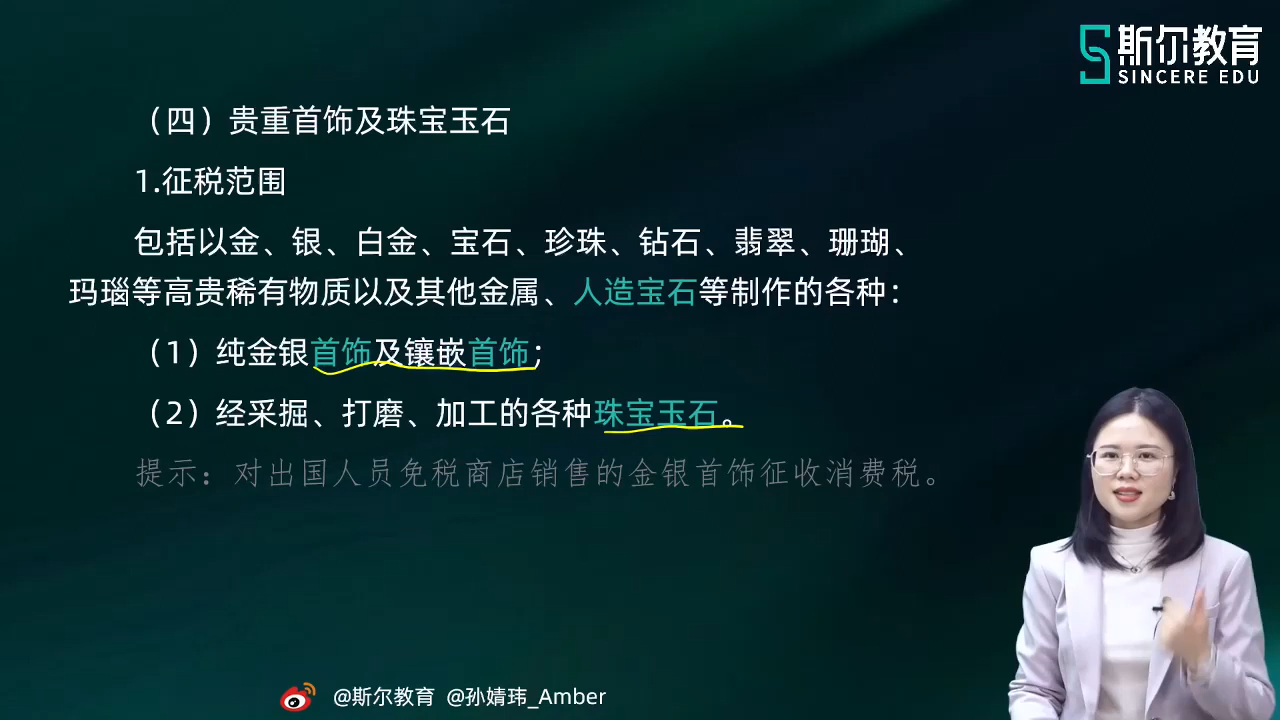 斯尔教育
SINCERE EDU
（四）贵重首饰及珠宝玉石
1.征税范围
包括以金、银、白金、宝石、珍珠、钻石、翡翠、珊瑚、
玛瑙等高贵稀有物质以及其他金属、人造宝石等制作的各种：
（1）纯金银首饰及镶嵌首饰；
（2）经采掘、打磨、加工的各种珠宝玉石。
提示：对出国人员免税商店销售的金银首饰征收消费税。
@斯尔教育 @孙婧玮_Amber